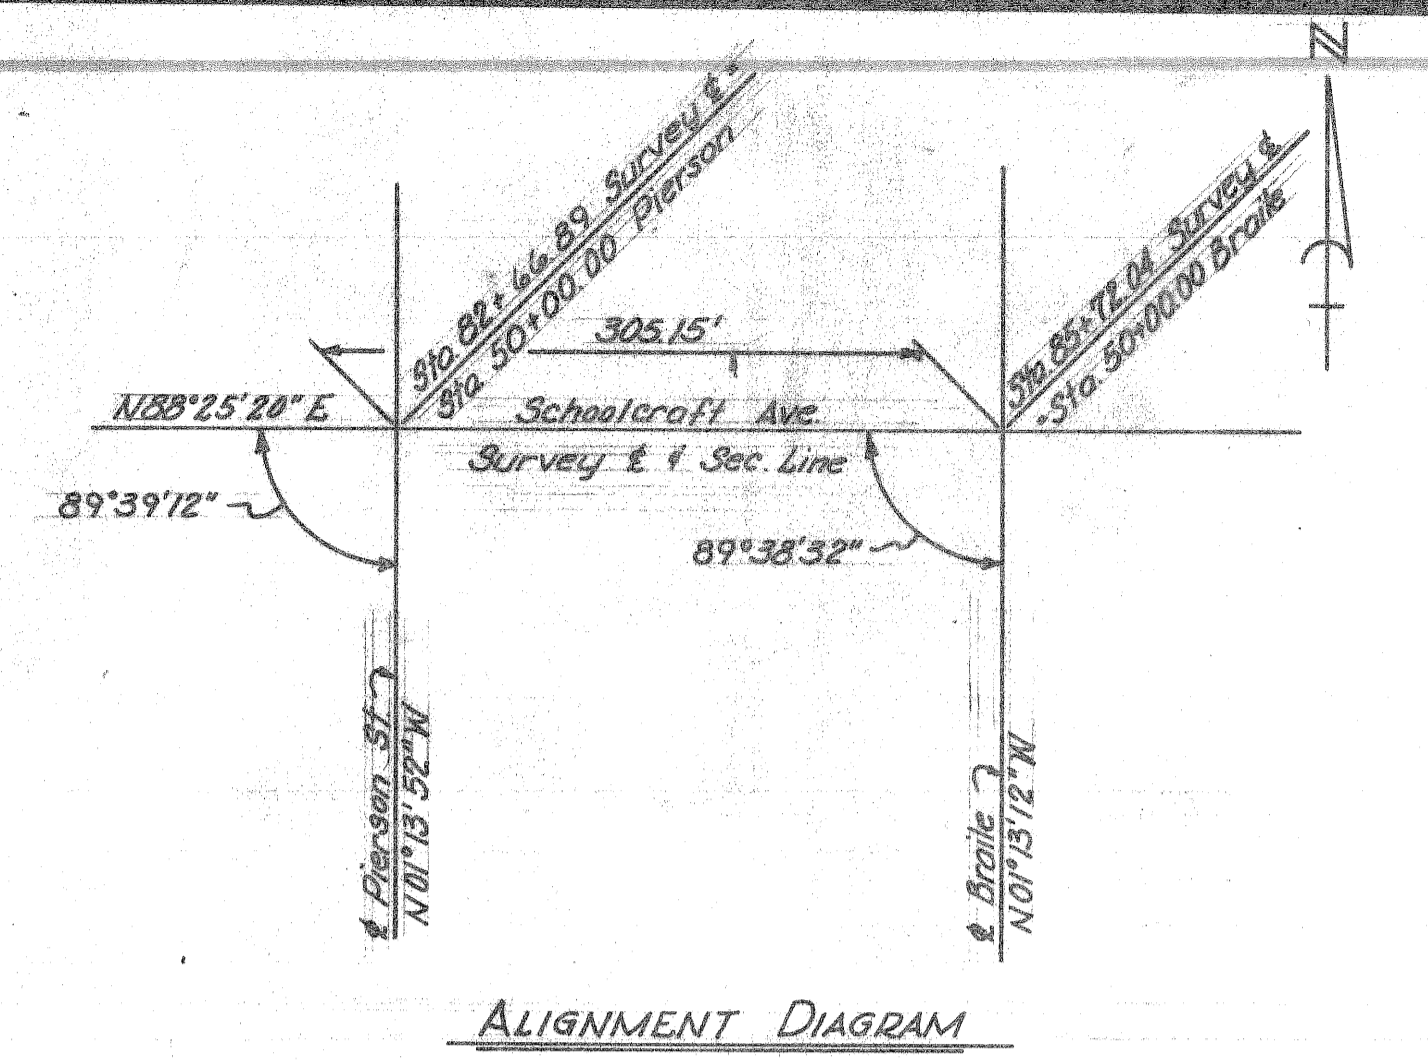 N
Sta. 82+66.89 Survey ℄ =
Sta. 50+00.00 Pierson
Sta. 85+72.04 Survey ℄
=Sta. 50+00.00 Braile
305.15'
N88°25'20" E
Schoolcraft Ave.
Survey ℄ & Sec. Line
89°39'12"
89°38'32"
℄ Pierson St.
N01°13'52"W
℄ Braile
N01°13'12"W
ALIGNMENT DIAGRAM